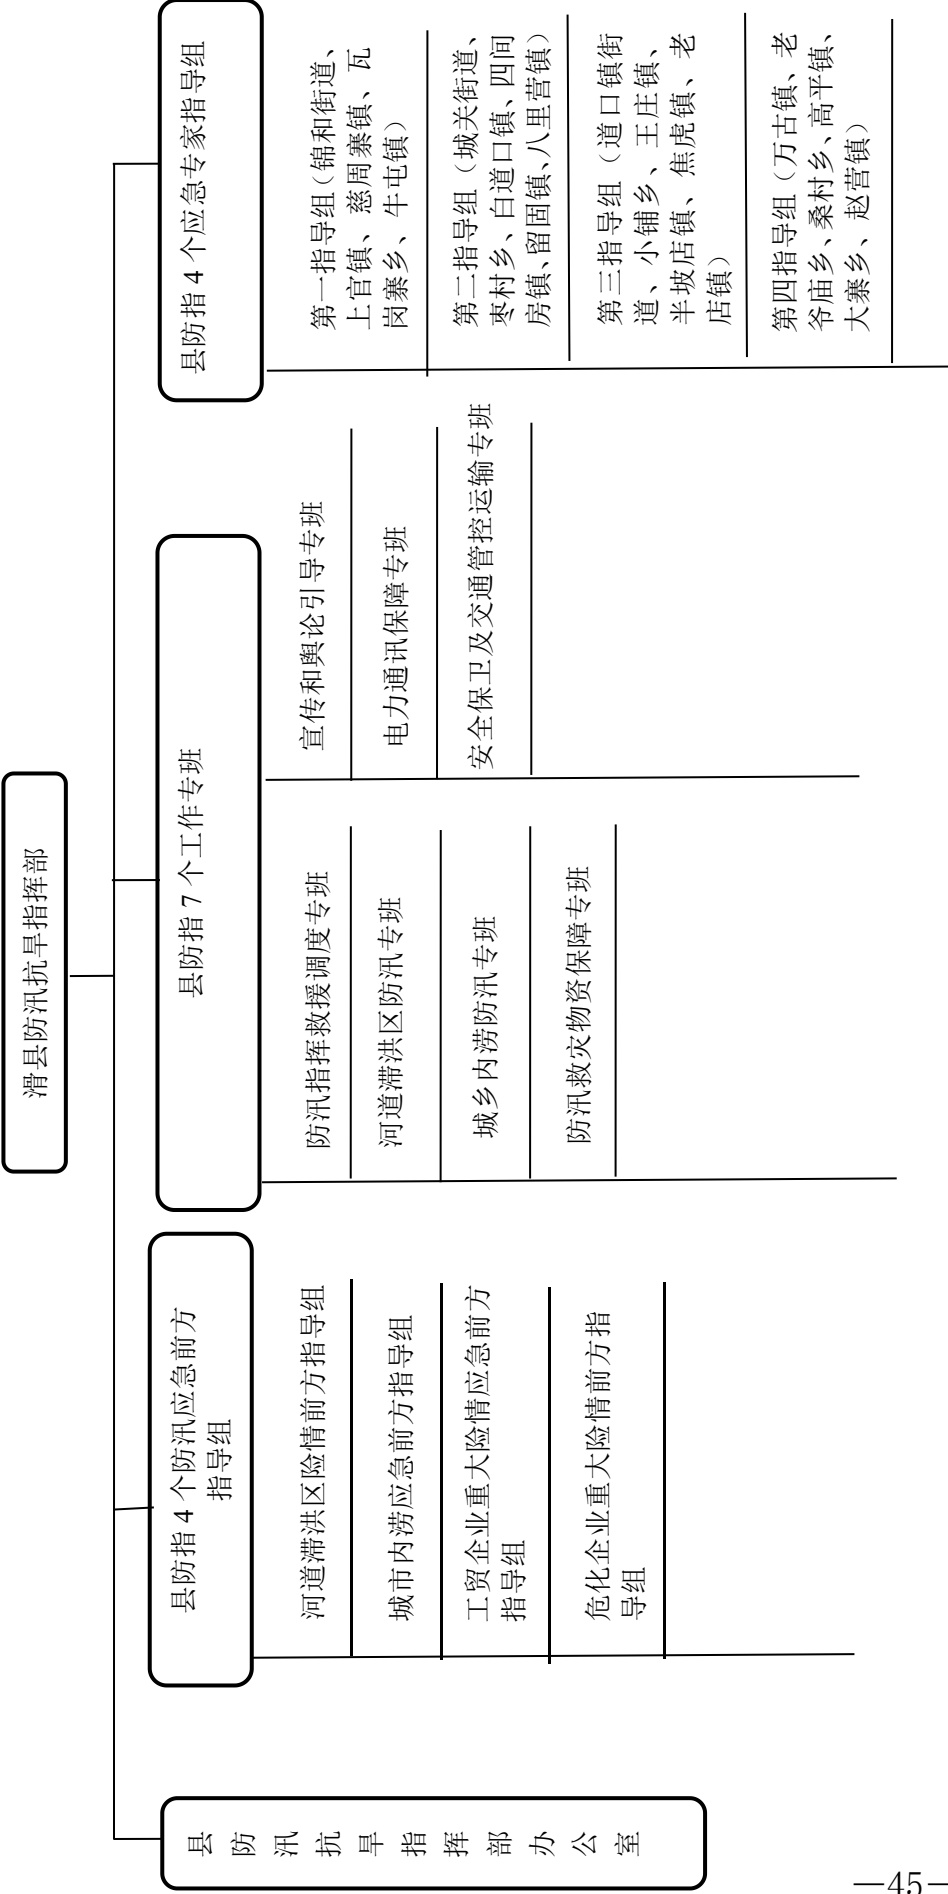 滑县防汛抗旱指挥部
县防汛抗旱指挥部办公室
县防指 4 个防汛应急前方
指导组
河道滞洪区险情前方指导组
城市内涝应急前方指导组
工贸企业重大险情应急前方
指导组
危化企业重大险情前方指
导组
县防指 7 个工作专班
防汛指挥救援调度专班
河道滞洪区防汛专班
城乡内涝防汛专班
防汛救灾物资保障专班
宣传和舆论引导专班
电力通讯保障专班
安全保卫及交通管控运输专班
县防指 4 个应急专家指导组
第一指导组（锦和街道、
上官镇、慈周寨镇、瓦
岗寨乡、牛屯镇）
第二指导组（城关街道、
枣村乡、白道口镇、四间
房镇、留固镇、八里营镇）
第三指导组（道口镇街
道、小铺乡、王庄镇、
半坡店镇、焦虎镇、老
店镇）
第四指导组（万古镇、老
爷庙乡、桑村乡、高平镇、
大寨乡、赵营镇）
—45—